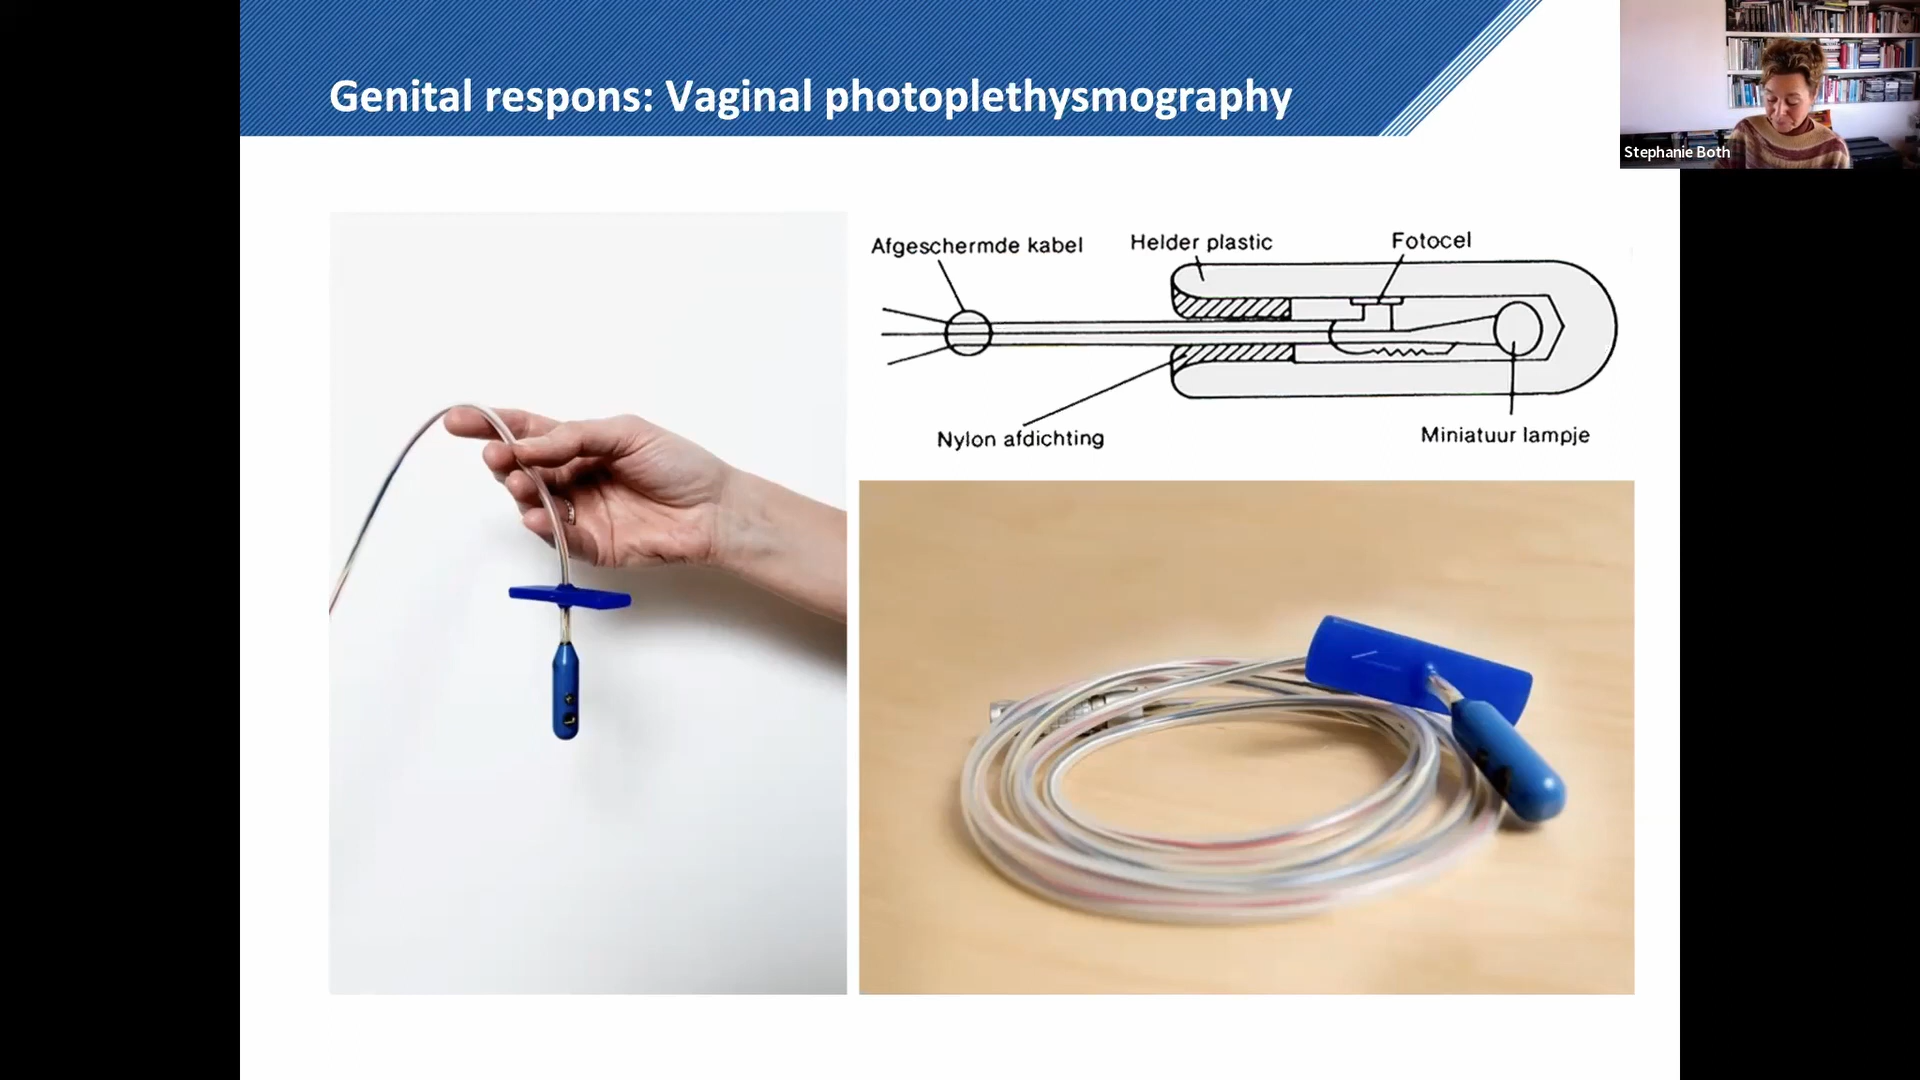 Genital respons: Vaginal photoplethysmography
Stephanie Both
Afgeschermde kabel
Helder plastic
Fotocel
Nylon afdichting
Miniatuur lampje